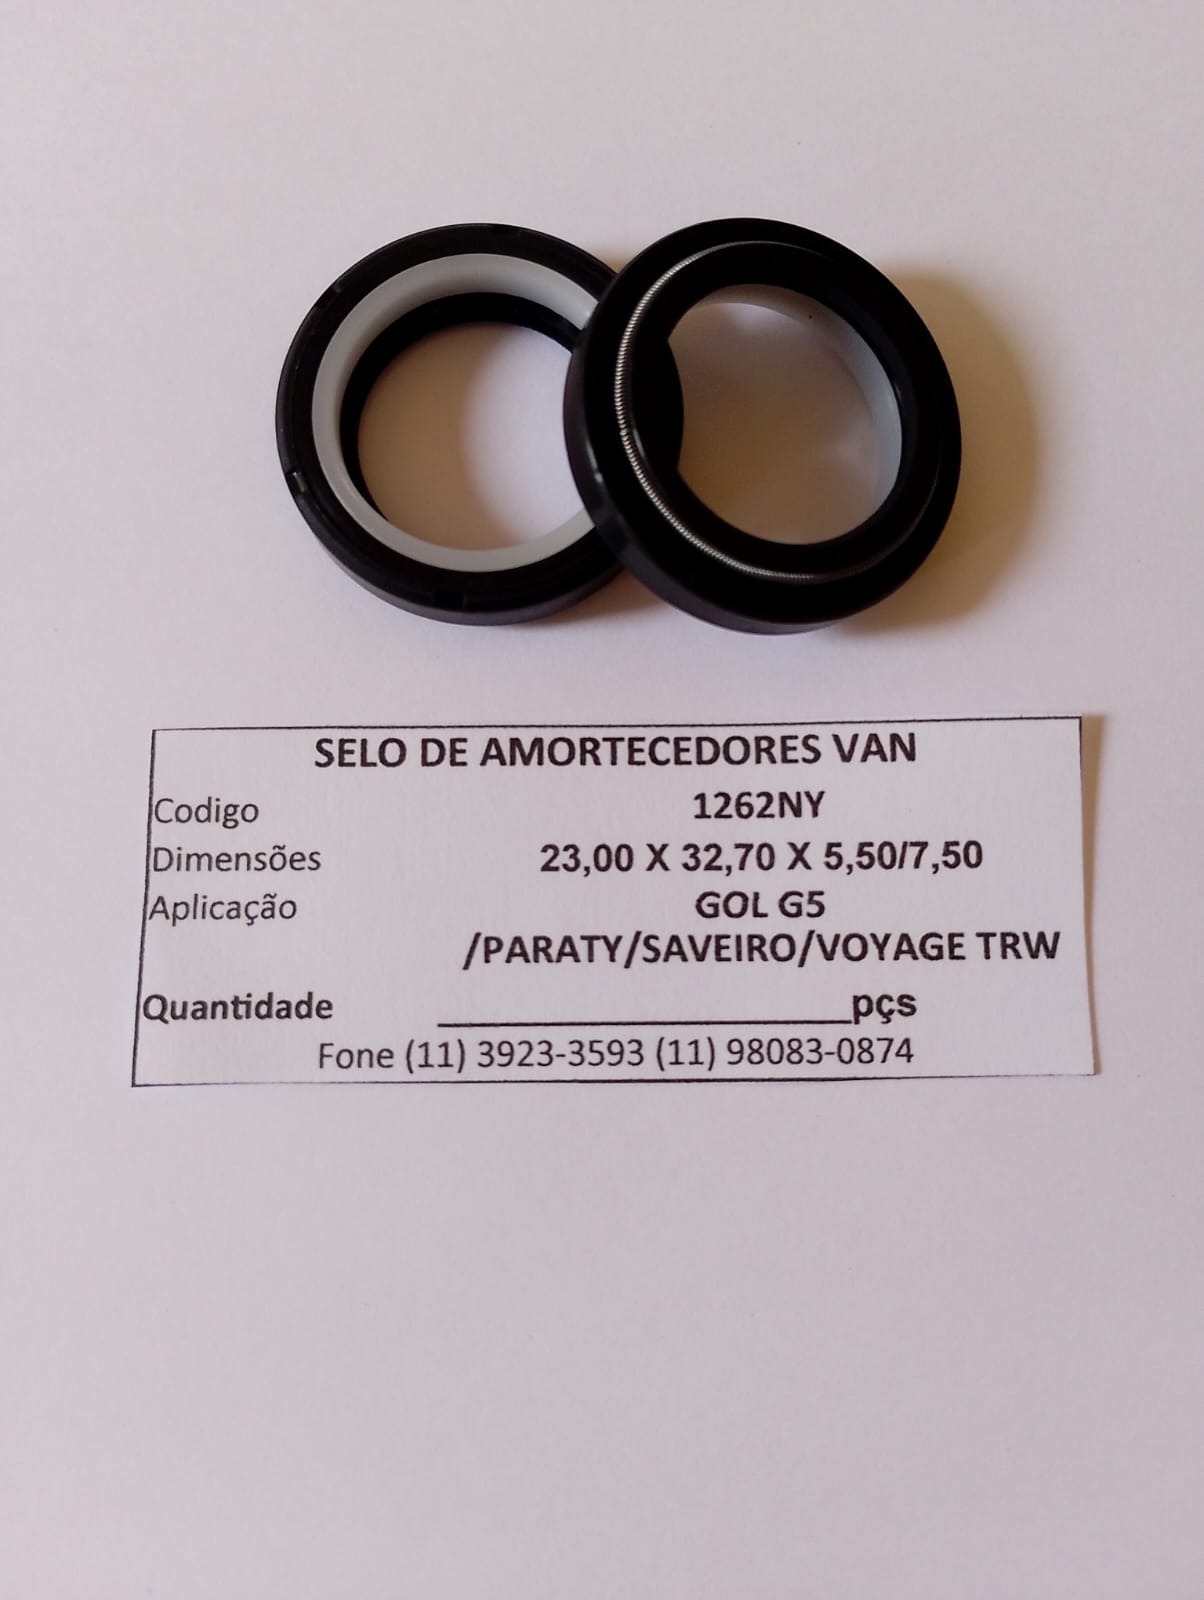 SELO DE AMORTECEDORES VAN
Codigo 1262NY
Dimensões 23,00 X 32,70 X 5,50/7,50
Aplicação GOL G5
/PARATY/SAVEIRO/VOYAGE TRW
Quantidade ____________________pçs
Fone (11) 3923-3593 (11) 98083-0874